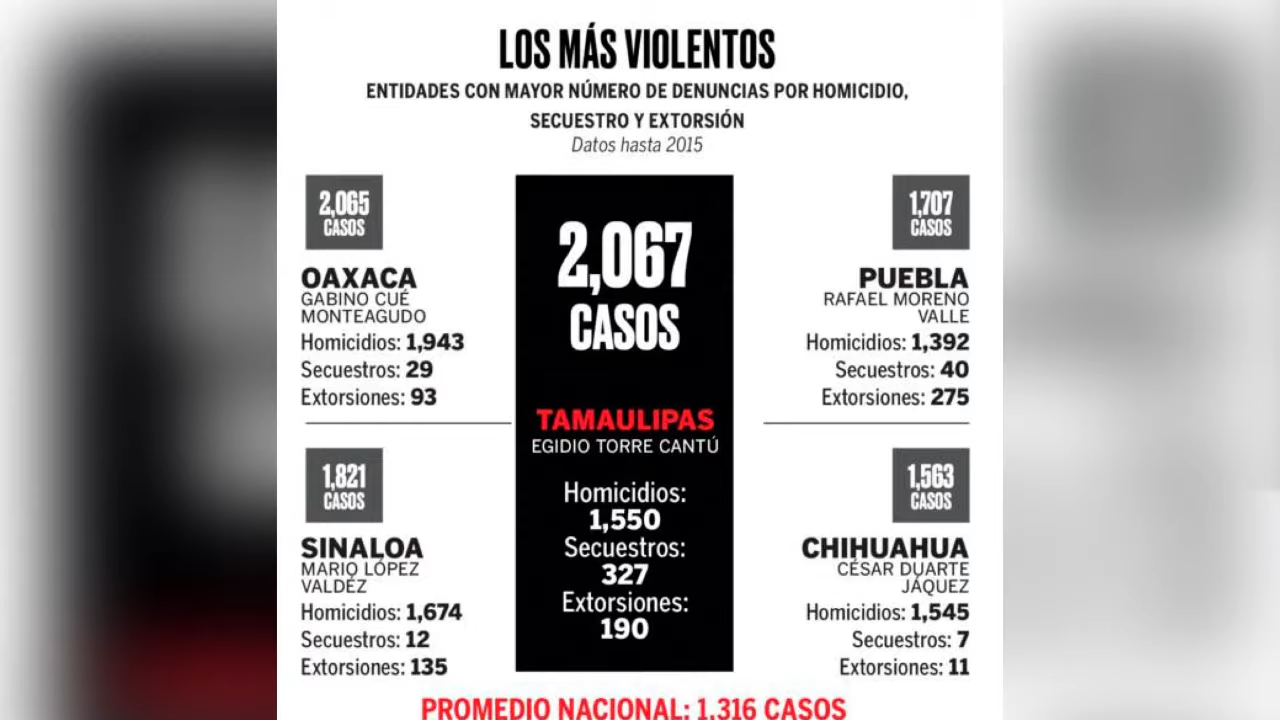 LOS MÁS VIOLENTOS
ENTIDADES CON MAYOR NÚMERO DE DENUNCIAS POR HOMICIDIO,
SECUESTRO Y EXTORSIÓN
Datos hasta 2015
2,065
CASOS
OAXACA
GABINO CUÉ
MONTEAGUDO
Homicidios: 1,943
Secuestros: 29
Extorsiones: 93
1,821
CASOS
SINALOA
MARIO LÓPEZ
VALDÉZ
Homicidios: 1,674
Secuestros: 12
Extorsiones: 135
2,067
CASOS
TAMAULIPAS
EGIDIO TORRE CANTÚ
Homicidios:
1,550
Secuestros:
327
Extorsiones:
190
1,707
CASOS
PUEBLA
RAFAEL MORENO
VALLE
Homicidios: 1,392
Secuestros: 40
Extorsiones: 275
1,563
CASOS
CHIHUAHUA
CÉSAR DUARTE
JÁQUEZ
Homicidios: 1,545
Secuestros: 7
Extorsiones: 11
PROMEDIO NACIONAL: 1,316 CASOS